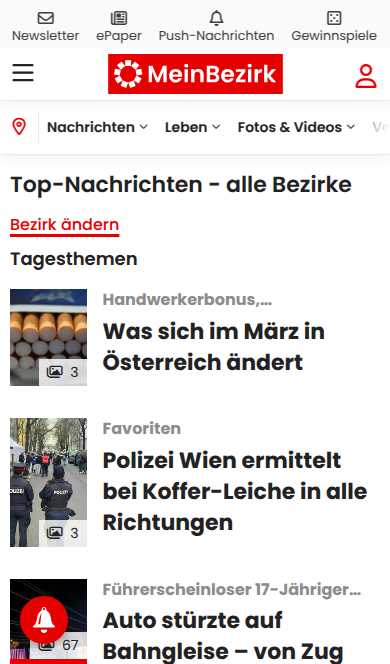 Newsletter ePaper Push-Nachrichten Gewinnspiele
MeinBezirk
Nachrichten Leben Fotos & Videos
Top-Nachrichten - alle Bezirke
Bezirk ändern
Tagesthemen
Handwerkerbonus,...
Was sich im März in
Österreich ändert
3
Favoriten
Polizei Wien ermittelt
bei Koffer-Leiche in alle
Richtungen
POLIZEI
3
Führerscheinloser 17-Jähriger...
Auto stürzte auf
Bahngleise – von Zug
67